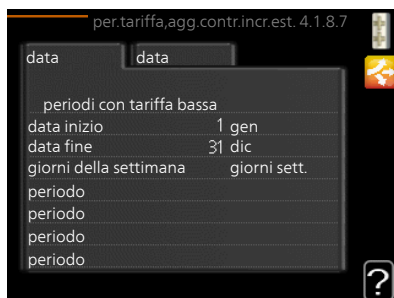 per.tariffa,agg.contr.incr.est. 4.1.8.7
data data
periodi con tariffa bassa
data inizio 1 gen
data fine 31 dic
giorni della settimana giorni sett.
periodo
periodo
periodo
periodo
?